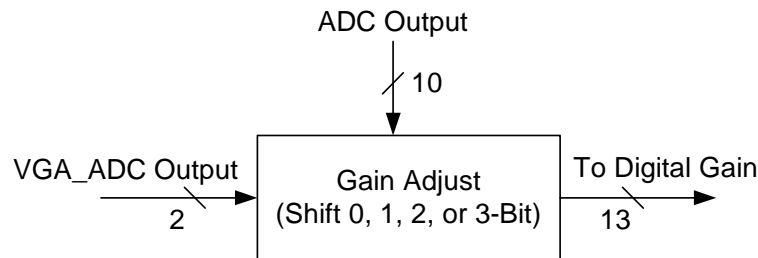 ADC Output
10
VGA_ADC Output
2
Gain Adjust
(Shift 0, 1, 2, or 3-Bit)
To Digital Gain
13